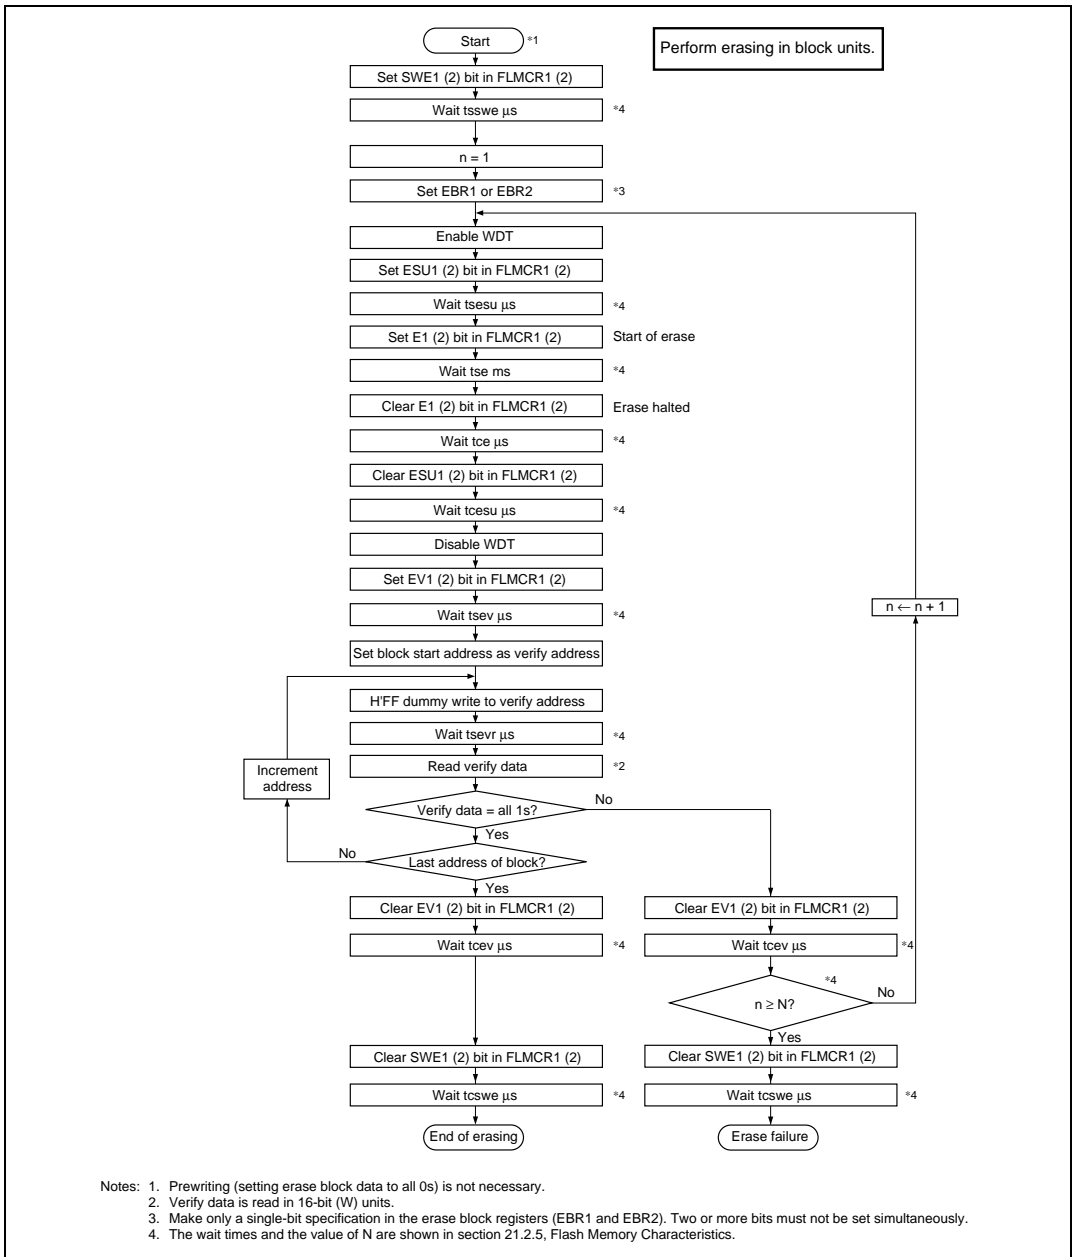 Start *1
Perform erasing in block units.
Set SWE1 (2) bit in FLMCR1 (2)
Wait tsswe μs *4
n = 1
Set EBR1 or EBR2 *3
Enable WDT
Set ESU1 (2) bit in FLMCR1 (2)
Wait tsesu μs *4
Set E1 (2) bit in FLMCR1 (2) Start of erase
Wait tse ms *4
Clear E1 (2) bit in FLMCR1 (2) Erase halted
Wait tce μs *4
Clear ESU1 (2) bit in FLMCR1 (2)
Wait tcesu μs *4
Disable WDT
Set EV1 (2) bit in FLMCR1 (2)
Wait tsev μs *4
n ← n + 1
Set block start address as verify address
H'FF dummy write to verify address
Wait tsevr μs *4
Increment
address
Read verify data *2
Verify data = all 1s?
No
Yes
Last address of block?
No
Yes
Clear EV1 (2) bit in FLMCR1 (2)
Wait tcev μs *4
Clear EV1 (2) bit in FLMCR1 (2)
Wait tcev μs *4
n ≥ N? *4
No
Yes
Clear SWE1 (2) bit in FLMCR1 (2)
Wait tcswe μs *4
End of erasing
Clear SWE1 (2) bit in FLMCR1 (2)
Wait tcswe μs *4
Erase failure
Notes: 1. Prewriting (setting erase block data to all 0s) is not necessary.
2. Verify data is read in 16-bit (W) units.
3. Make only a single-bit specification in the erase block registers (EBR1 and EBR2). Two or more bits must not be set simultaneously.
4. The wait times and the value of N are shown in section 21.2.5, Flash Memory Characteristics.